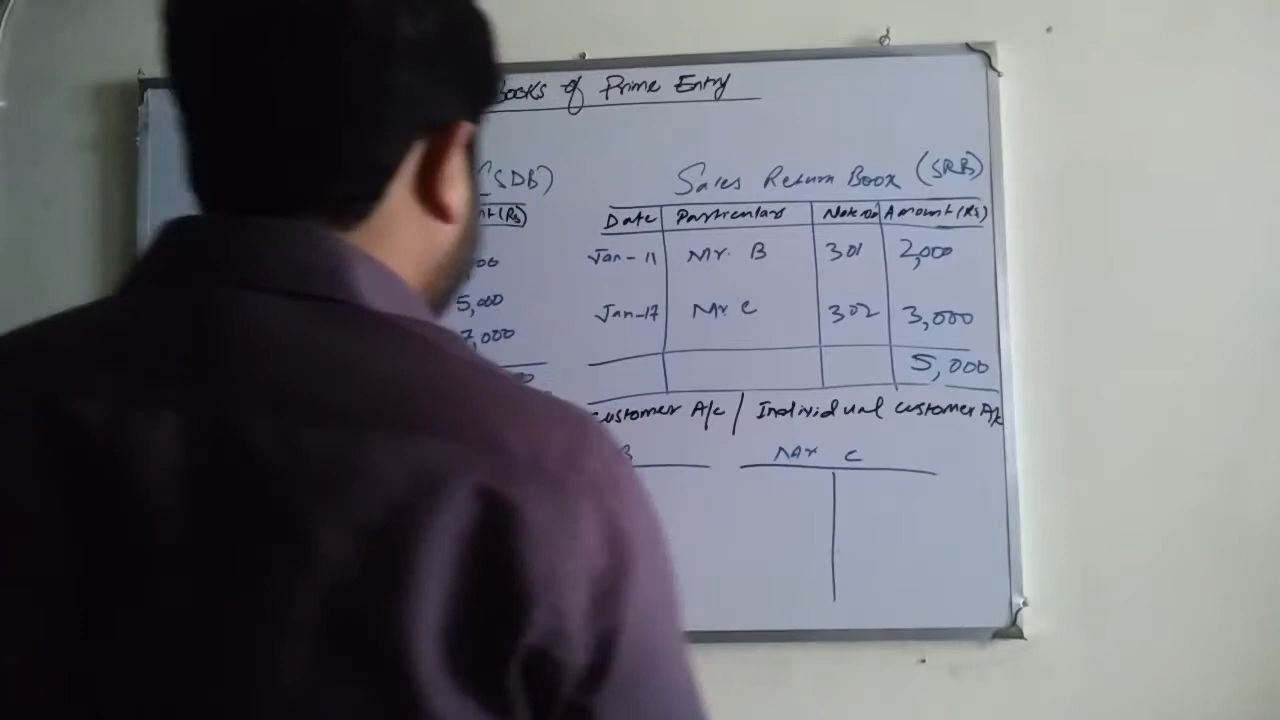 Books of Prime Entry
(SDB)
Sales Return Book (SRB)
Date Particulars Note no Amount (Rs)
Jan-11 Mr. B 301 2,000
Jan-17 Mr. C 302 3,000
5,000
5,000
7,000
Customer A/c / Individual customer A/c
B
Mr C